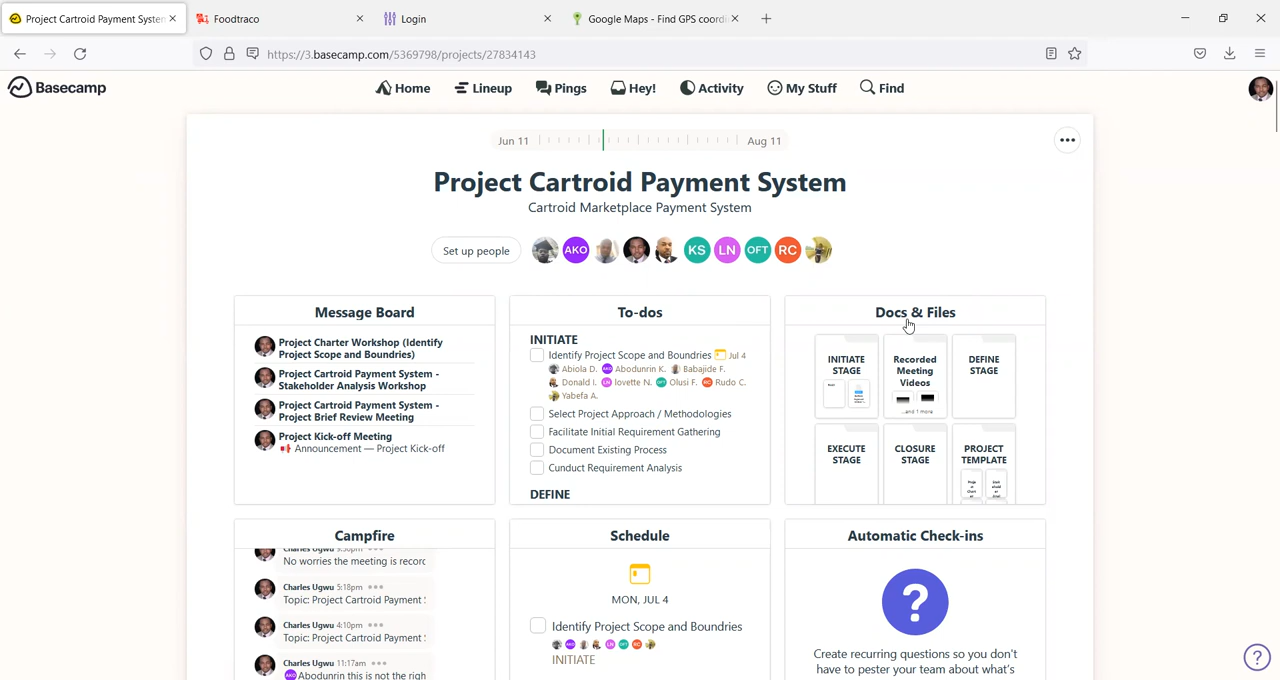 Project Cartroid Payment System
Foodtraco
Login
Google Maps - Find GPS coord
https://3.basecamp.com/5369798/projects/27834143
Basecamp
Home
Lineup
Pings
Hey!
Activity
My Stuff
Find
Jun 11
Aug 11
Project Cartroid Payment System
Cartroid Marketplace Payment System
Set up people
AKO
KS
LN
OFT
RC
Message Board
Project Charter Workshop (Identify
Project Scope and Boundries)
Project Cartroid Payment System -
Stakeholder Analysis Workshop
Project Cartroid Payment System -
Project Brief Review Meeting
Project Kick-off Meeting
Announcement — Project Kick-off
To-dos
INITIATE
Identify Project Scope and Boundries Jul 4
Abiola D. Abodunrin K. Babajide F.
Donald I. lovette N. Olusi F. Rudo C.
Yabefa A.
Select Project Approach / Methodologies
Facilitate Initial Requirement Gathering
Document Existing Process
Cunduct Requirement Analysis
DEFINE
Docs & Files
INITIATE
STAGE
Recorded
Meeting
Videos
...and 1 more
DEFINE
STAGE
EXECUTE
STAGE
CLOSURE
STAGE
PROJECT
TEMPLATE
Campfire
Charles Ugwu 9:50pm
No worries the meeting is recorc
Charles Ugwu 5:18pm
Topic: Project Cartroid Payment
Charles Ugwu 4:10pm
Topic: Project Cartroid Payment
Charles Ugwu 11:17am
Abodunrin this is not the righ
Schedule
MON, JUL 4
Identify Project Scope and Boundries
INITIATE
Automatic Check-ins
?
Create recurring questions so you don't
have to pester your team about what's
?